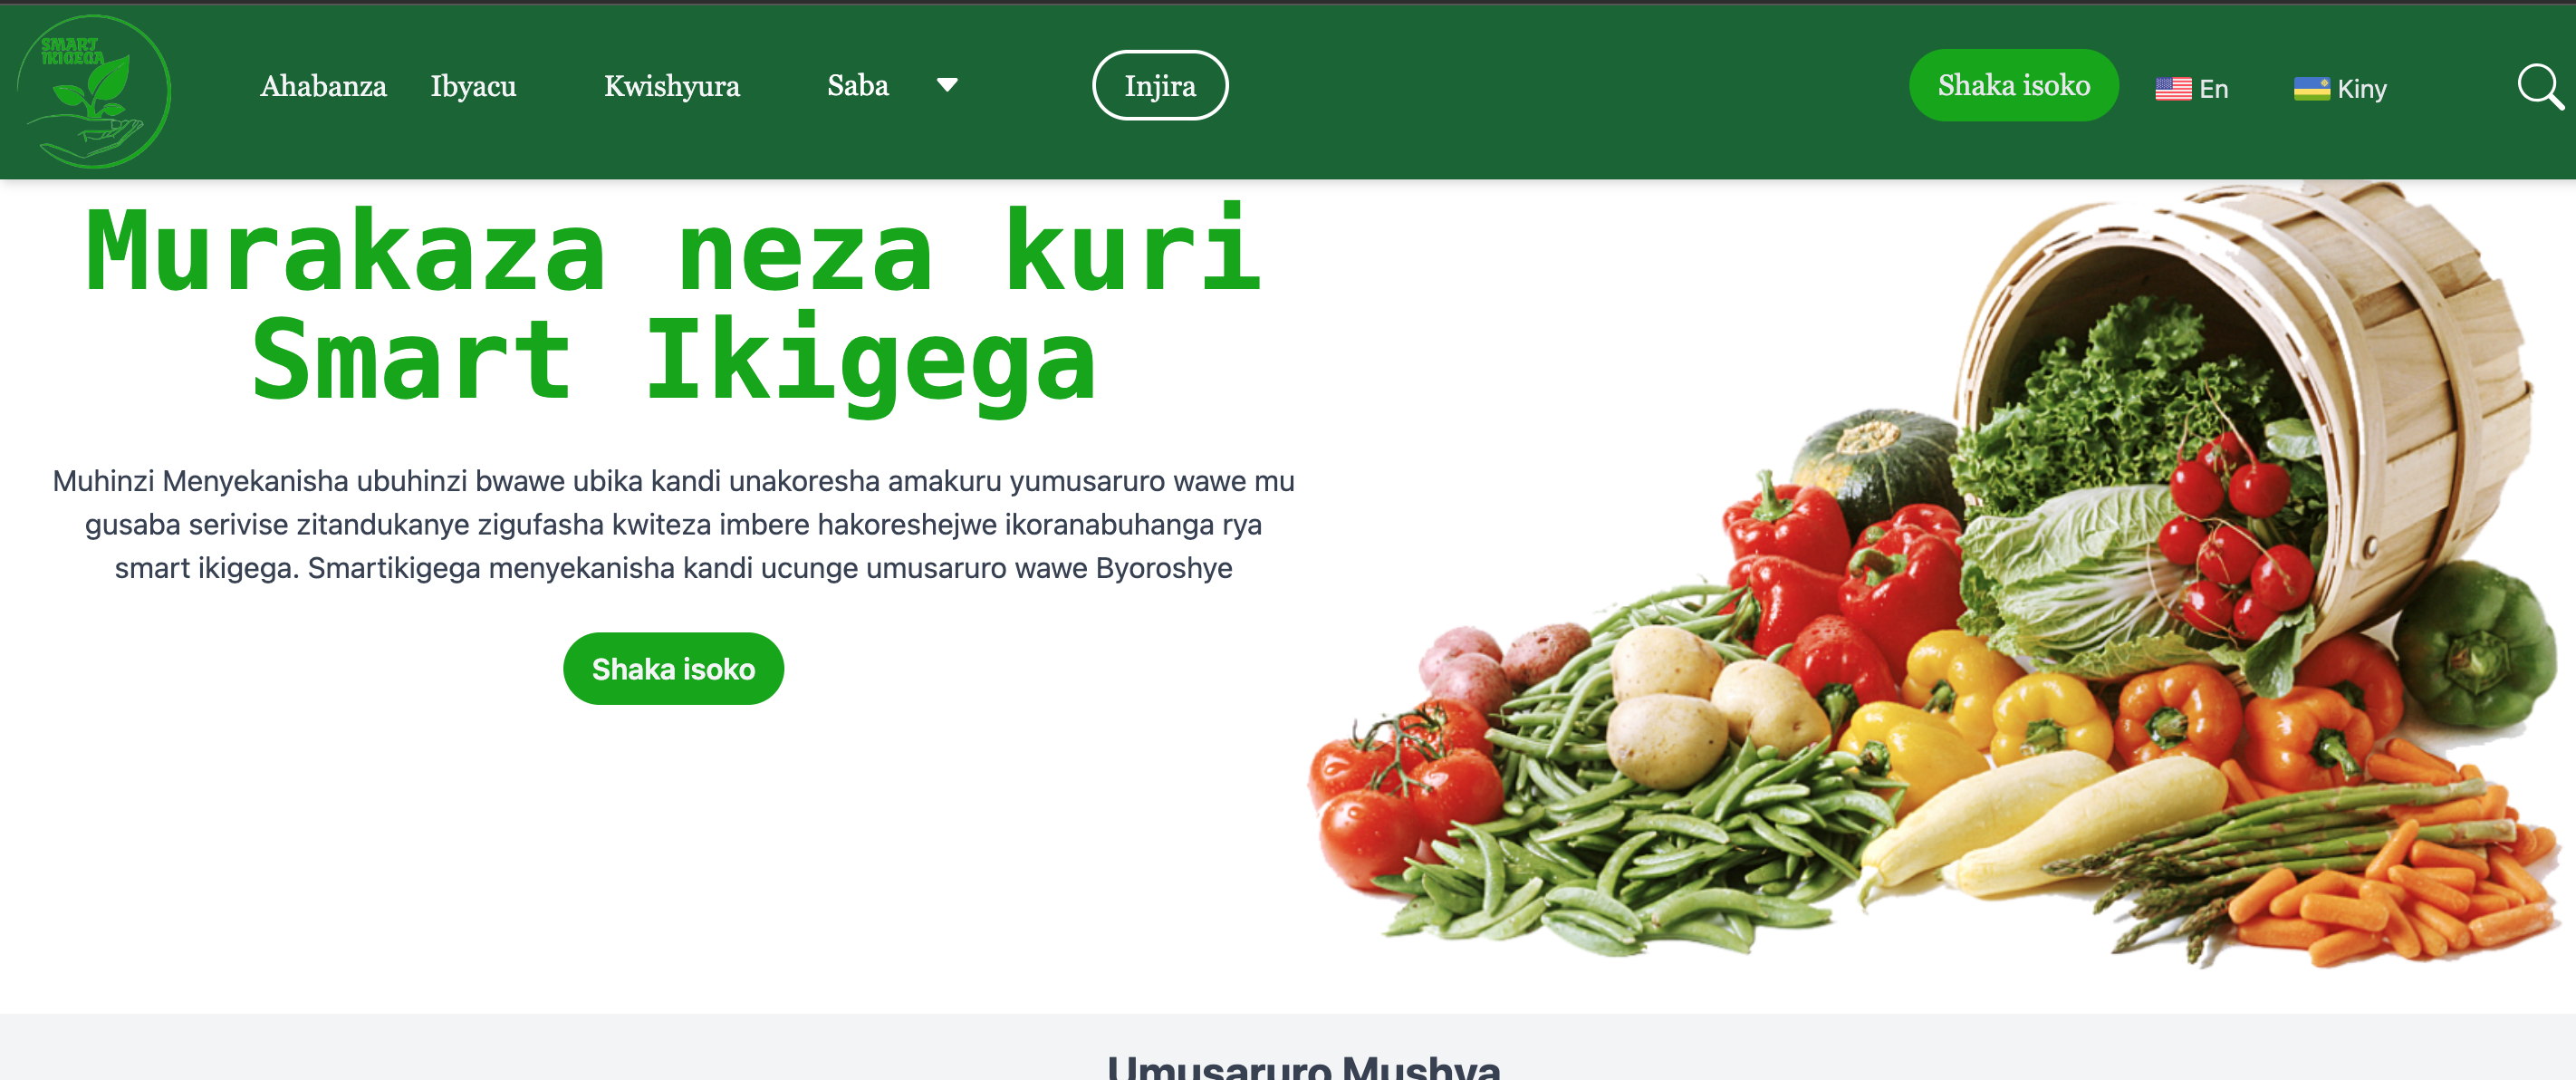 SMART
IKIGEGA
Ahabanza Ibyacu Kwishyura Saba Injira Shaka isoko En Kiny
Murakaza neza kuri
Smart Ikigega
Muhinzi Menyekanisha ubuhinzi bwawe ubika kandi unakoresha amakuru yumusaruro wawe mu
gusaba serivise zitandukanye zigufasha kwiteza imbere hakoreshejwe ikoranabuhanga rya
smart ikigega. Smartikigega menyekanisha kandi ucunge umusaruro wawe Byoroshye
Shaka isoko
Umusaruro Mushya